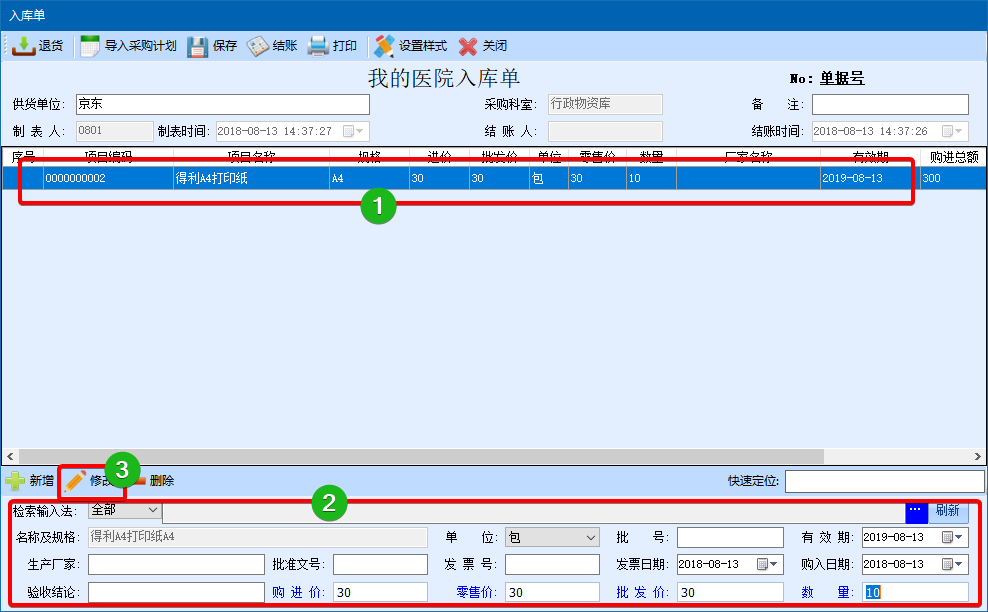 入库单
退货 导入采购计划 保存 结账 打印 设置样式 关闭
我的医院入库单 No: 单据号
供货单位: 京东 采购科室: 行政物资库 备 注:
制 表 人: 0801 制表时间: 2018-08-13 14:37:27 结 账 人: 结账时间: 2018-08-13 14:37:26
序号 项目编码 项目名称 规格 进价 批发价 单位 零售价 数量 厂家名称 有效期 购进总额
0000000002 得利A4打印纸 A4 30 30 包 30 10 2019-08-13 300
1
新增 修改 3 删除 快速定位:
2
检索输入法: 全部 ... 刷新
名称及规格: 得利A4打印纸A4 单 位: 包 批 号: 有 效 期: 2019-08-13
生产厂家: 批准文号: 发 票 号: 发票日期: 2018-08-13 购入日期: 2018-08-13
验收结论: 购 进 价: 30 零售价: 30 批 发 价: 30 数 量: 10